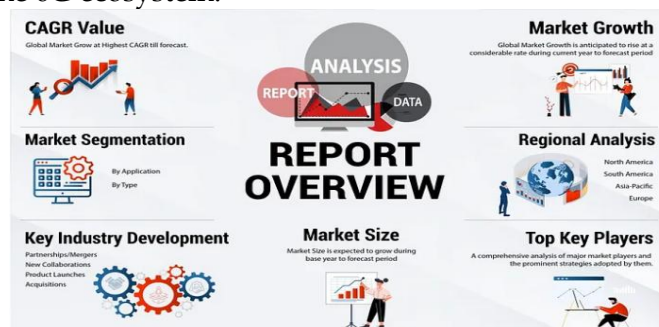 CAGR Value
Global Market Grow at Highest CAGR till forecast.
Market Segmentation
By Application
By Type
Key Industry Development
Partnerships/Mergers
New Collaborations
Product Launches
Acquisitions
ANALYSIS
REPORT
DATA
REPORT
OVERVIEW
Market Size
Market Size is expected to grow during
base year to forecast period
Market Growth
Global Market Growth is anticipated to rise at a
considerable rate during current year to forecast period
Regional Analysis
North America
South America
Asia-Pacific
Europe
Top Key Players
A comprehensive analysis of major market players and
the prominent strategies adopted by them.